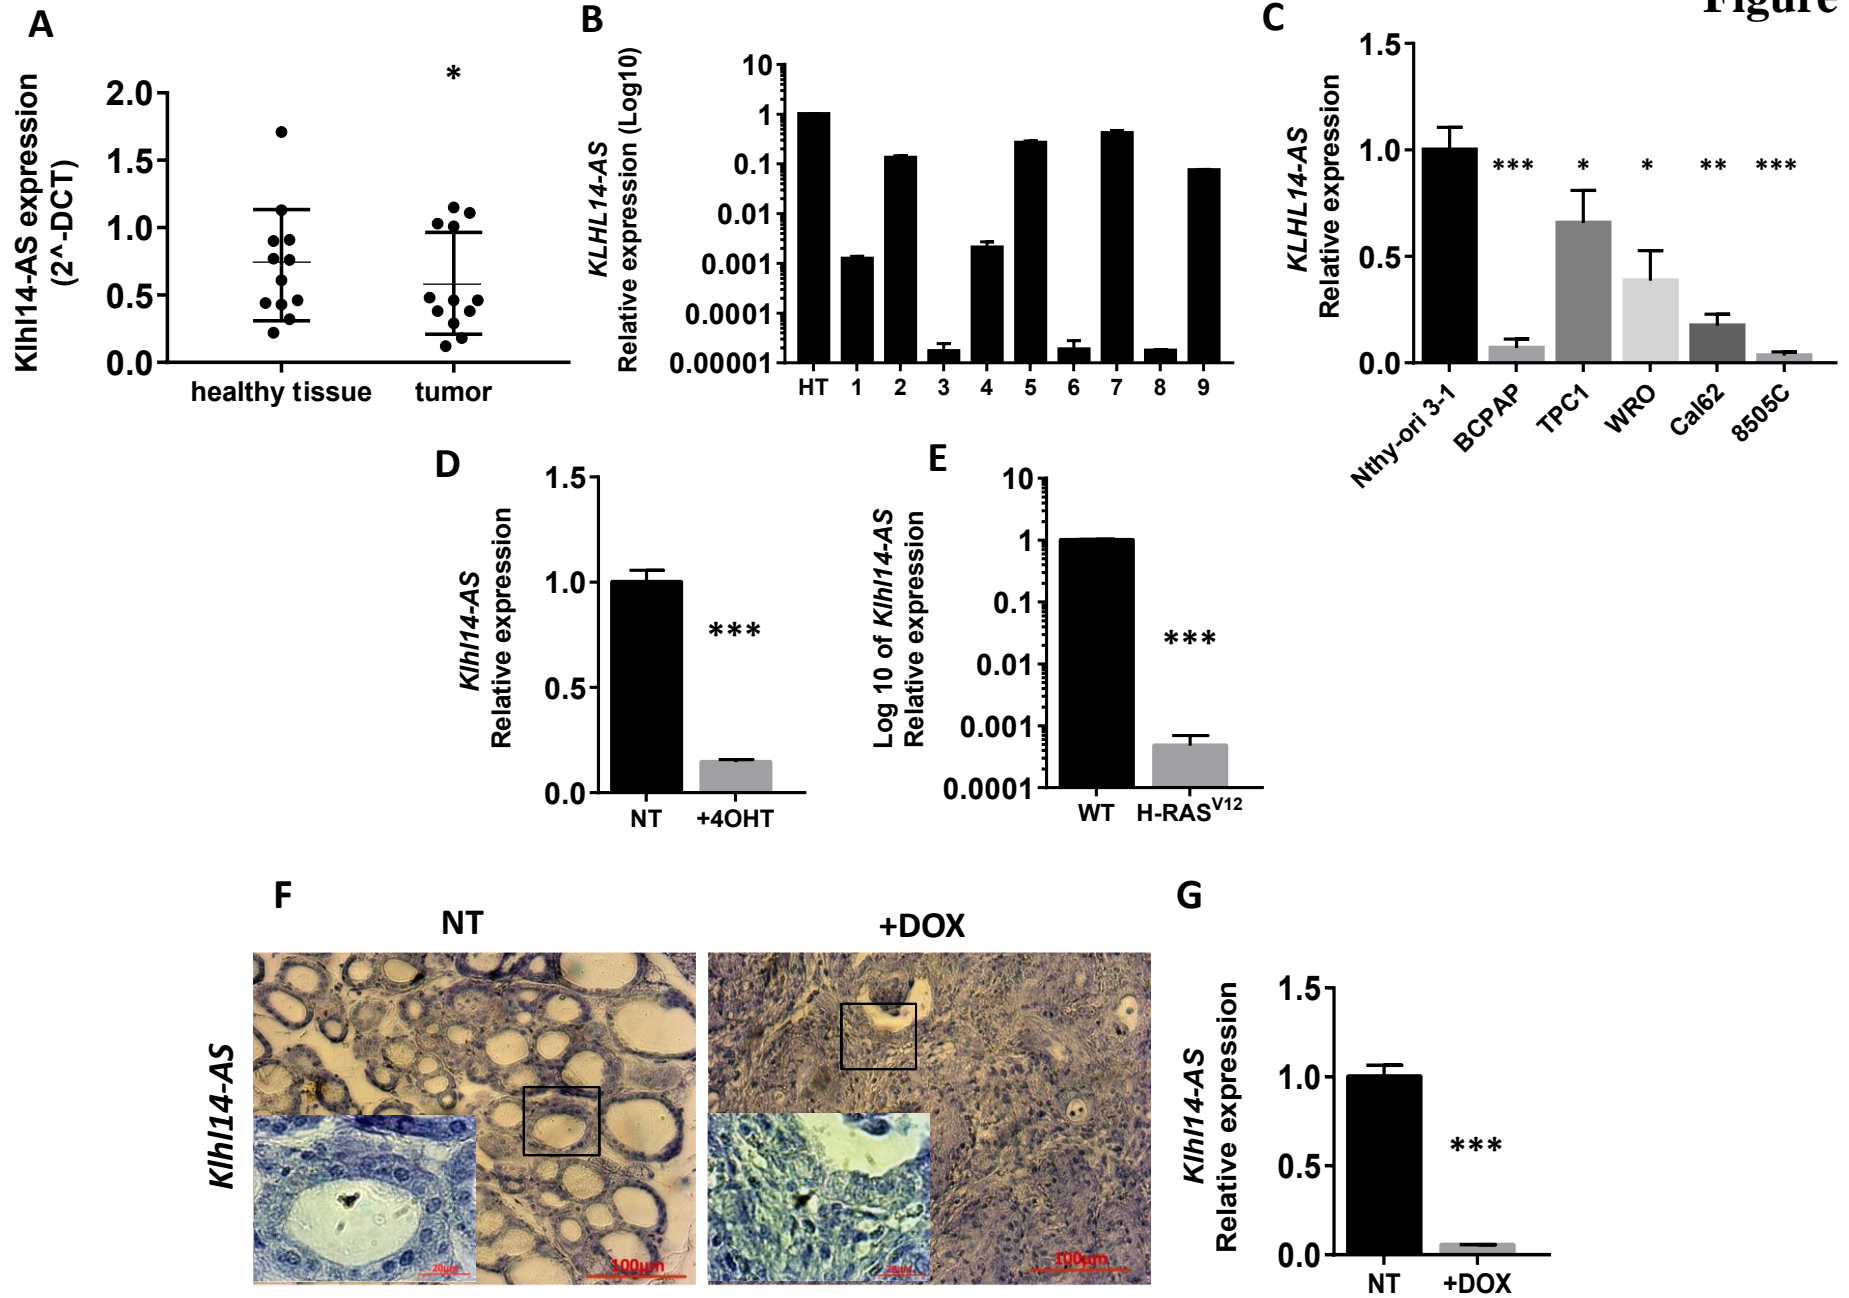 Figure
A
Klhl14-AS expression
(2^-DCT)
2.0
1.5
1.0
0.5
0.0
*
healthy tissue
tumor
B
KLHL14-AS
Relative expression (Log10)
10
1
0.1
0.01
0.001
0.0001
0.00001
HT 1 2 3 4 5 6 7 8 9
C
KLHL14-AS
Relative expression
1.5
1.0
0.5
0.0
*** * * ** ***
Nthy-ori 3-1
BCPAP
TPC1
WRO
Cal62
8505C
D
Klhl14-AS
Relative expression
1.5
1.0
0.5
0.0
***
NT +4OHT
E
Log 10 of Klhl14-AS
Relative expression
10
1
0.1
0.01
0.001
0.0001
***
WT H-RASV12
F
NT
+DOX
Klhl14-AS
20µm
100µm
20µm
100µm
G
Klhl14-AS
Relative expression
1.5
1.0
0.5
0.0
***
NT +DOX